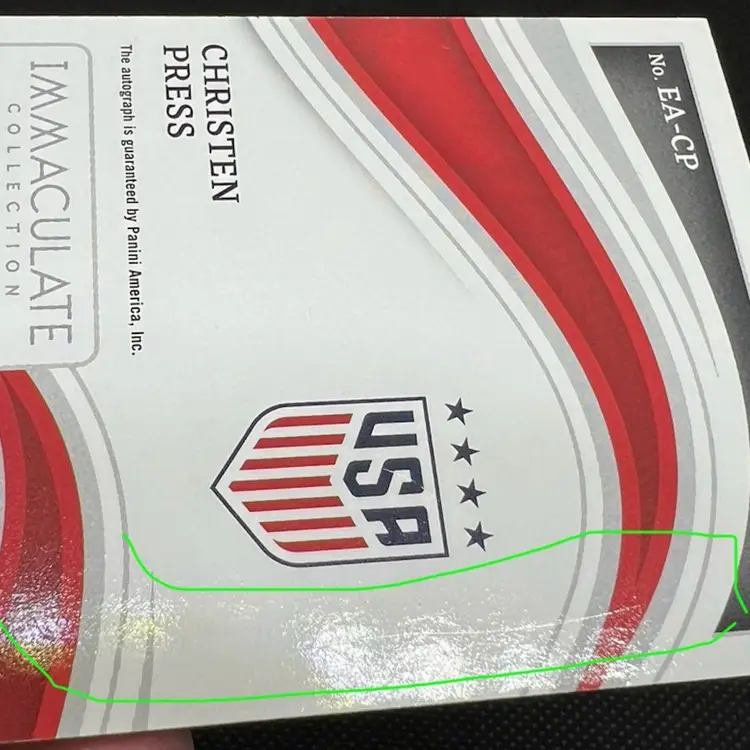 No. EA-CP
USA
CHRISTEN
PRESS
The autograph is guaranteed by Panini America, Inc.
IMMACULATE
COLLECTION